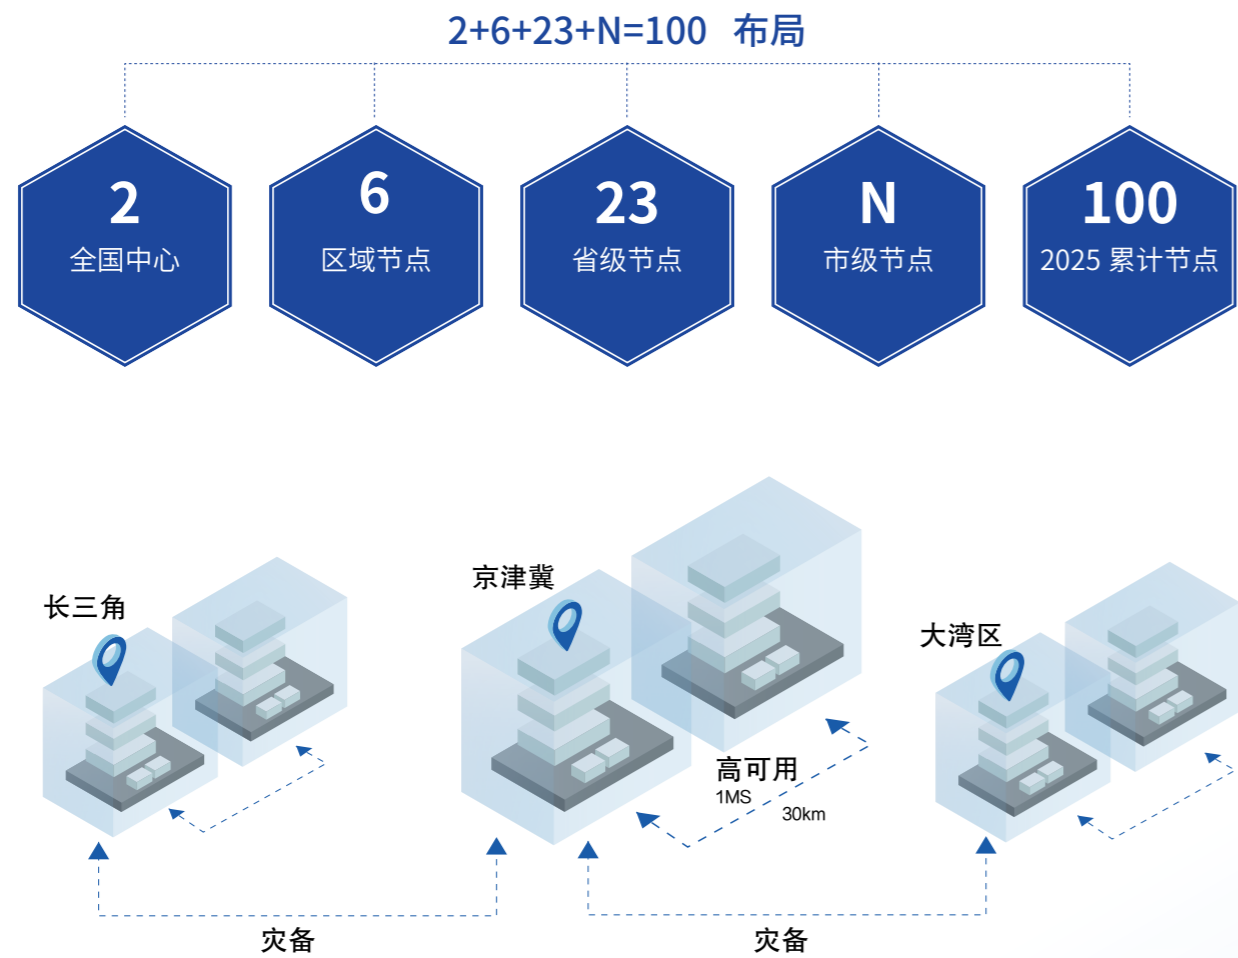 2+6+23+N=100 布局
2
全国中心
6
区域节点
23
省级节点
N
市级节点
100
2025 累计节点
长三角
京津冀
大湾区
高可用
1MS
30km
灾备
灾备